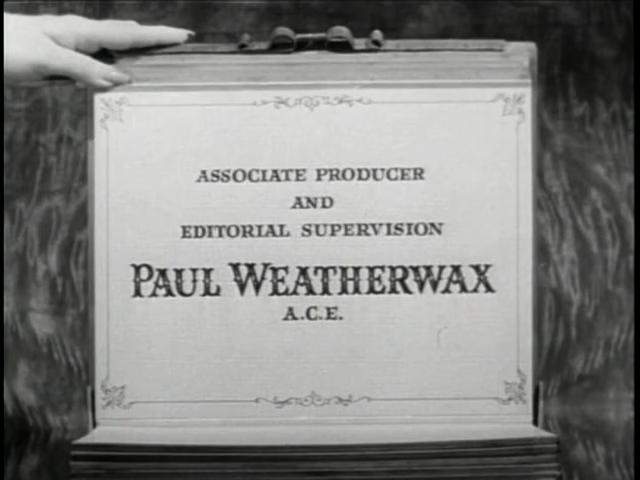 ASSOCIATE PRODUCER
AND
EDITORIAL SUPERVISION
PAUL WEATHERWAX
A.C.E.